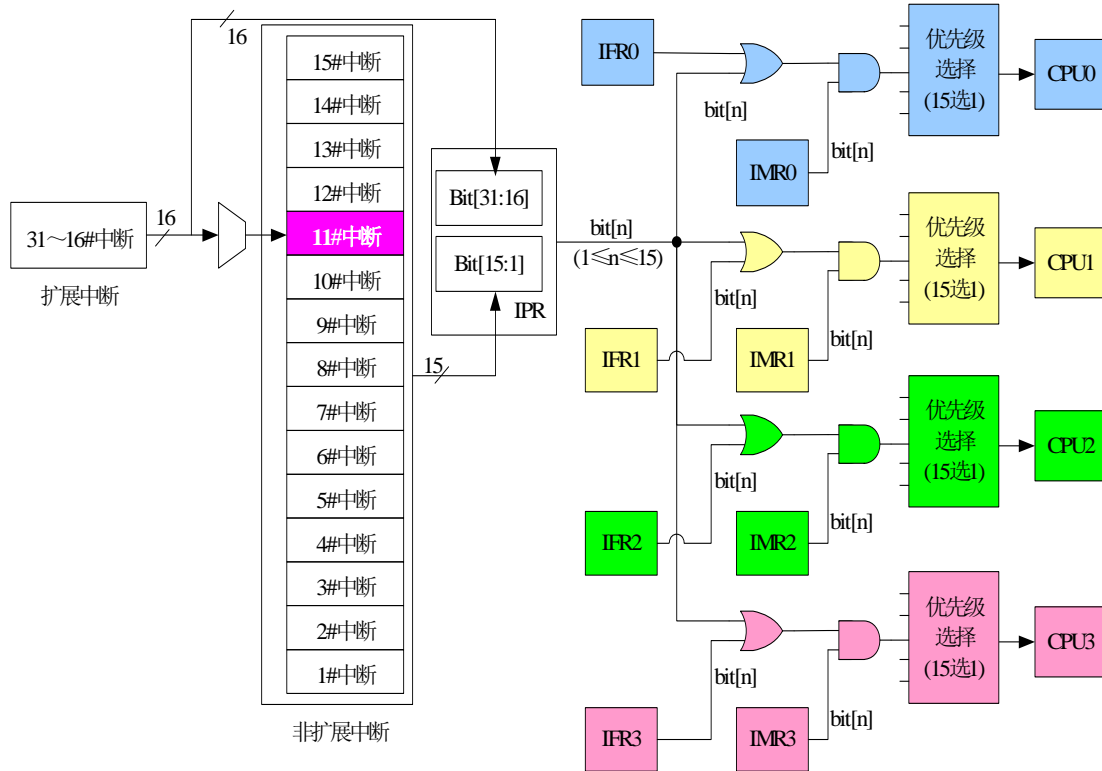 16
15#中断
14#中断
13#中断
12#中断
11#中断
10#中断
9#中断
8#中断
7#中断
6#中断
5#中断
4#中断
3#中断
2#中断
1#中断
非扩展中断
31～16#中断
扩展中断
16
15
Bit[31:16]
Bit[15:1]
IPR
bit[n]
(1≤n≤15)
IFR0
bit[n]
IMR0
bit[n]
优先级
选择
(15选1)
CPU0
IFR1
bit[n]
IMR1
bit[n]
优先级
选择
(15选1)
CPU1
IFR2
bit[n]
IMR2
bit[n]
优先级
选择
(15选1)
CPU2
IFR3
bit[n]
IMR3
bit[n]
优先级
选择
(15选1)
CPU3